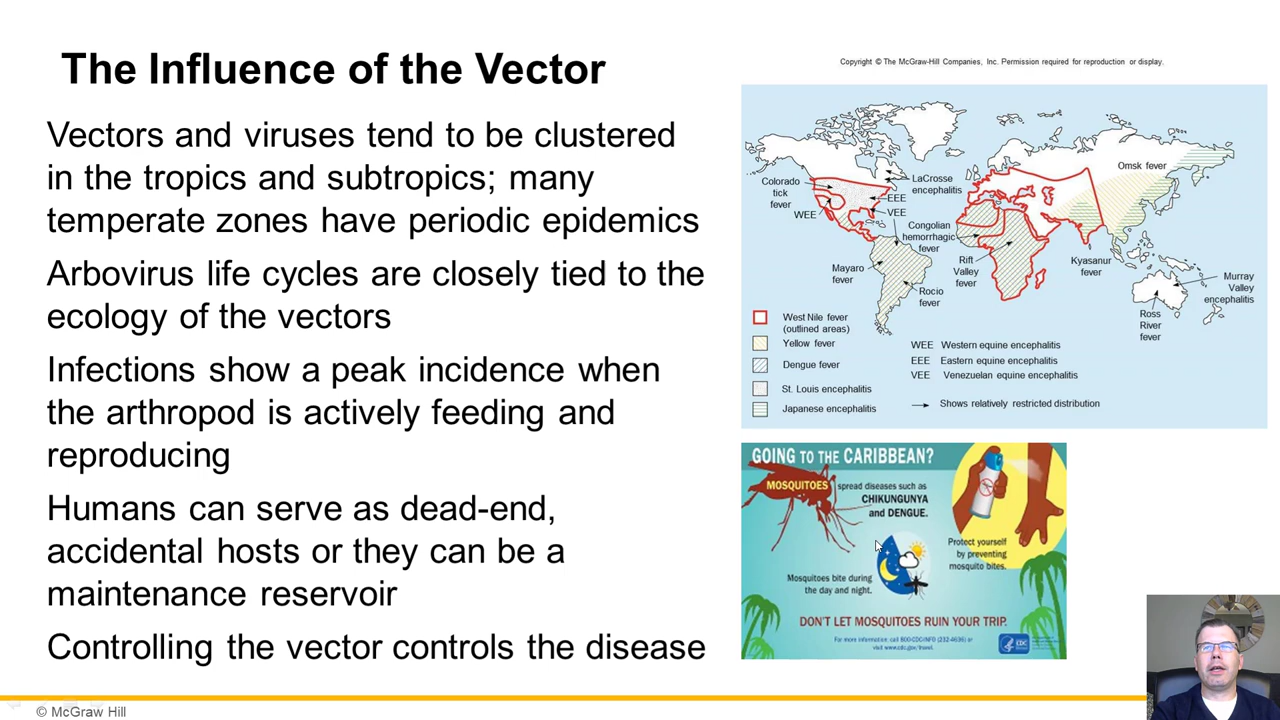 The Influence of the Vector
Vectors and viruses tend to be clustered
in the tropics and subtropics; many
temperate zones have periodic epidemics
Arbovirus life cycles are closely tied to the
ecology of the vectors
Infections show a peak incidence when
the arthropod is actively feeding and
reproducing
Humans can serve as dead-end,
accidental hosts or they can be a
maintenance reservoir
Controlling the vector controls the disease
Copyright © The McGraw-Hill Companies, Inc. Permission required for reproduction or display.
Omsk fever
Colorado
tick
fever
WEE
LaCrosse
encephalitis
EEE
VEE
Congolian
hemorrhagic
fever
Mayaro
fever
Rift
Valley
fever
Rocio
fever
Kyasanur
fever
Murray
Valley
encephalitis
Ross
River
fever
West Nile fever
(outlined areas)
Yellow fever
Dengue fever
St. Louis encephalitis
Japanese encephalitis
WEE Western equine encephalitis
EEE Eastern equine encephalitis
VEE Venezuelan equine encephalitis
Shows relatively restricted distribution
GOING TO THE CARIBBEAN?
MOSQUITOES spread diseases such as
CHIKUNGUNYA
and DENGUE.
Protect yourself
by preventing
mosquito bites.
Mosquitoes bite during
the day and night.
DON'T LET MOSQUITOES RUIN YOUR TRIP.
For more information, call 800-CDC-INFO (232-4636) or
visit www.cdc.gov/travel.
CDC
© McGraw Hill